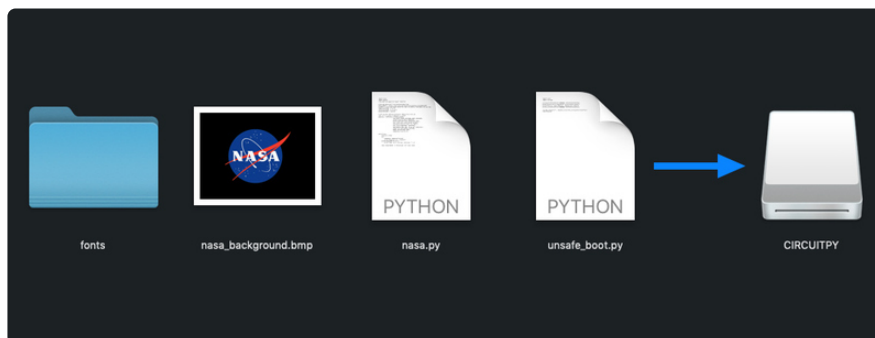 NASA
PYTHON
PYTHON
fonts
nasa_background.bmp
nasa.py
unsafe_boot.py
CIRCUITPY